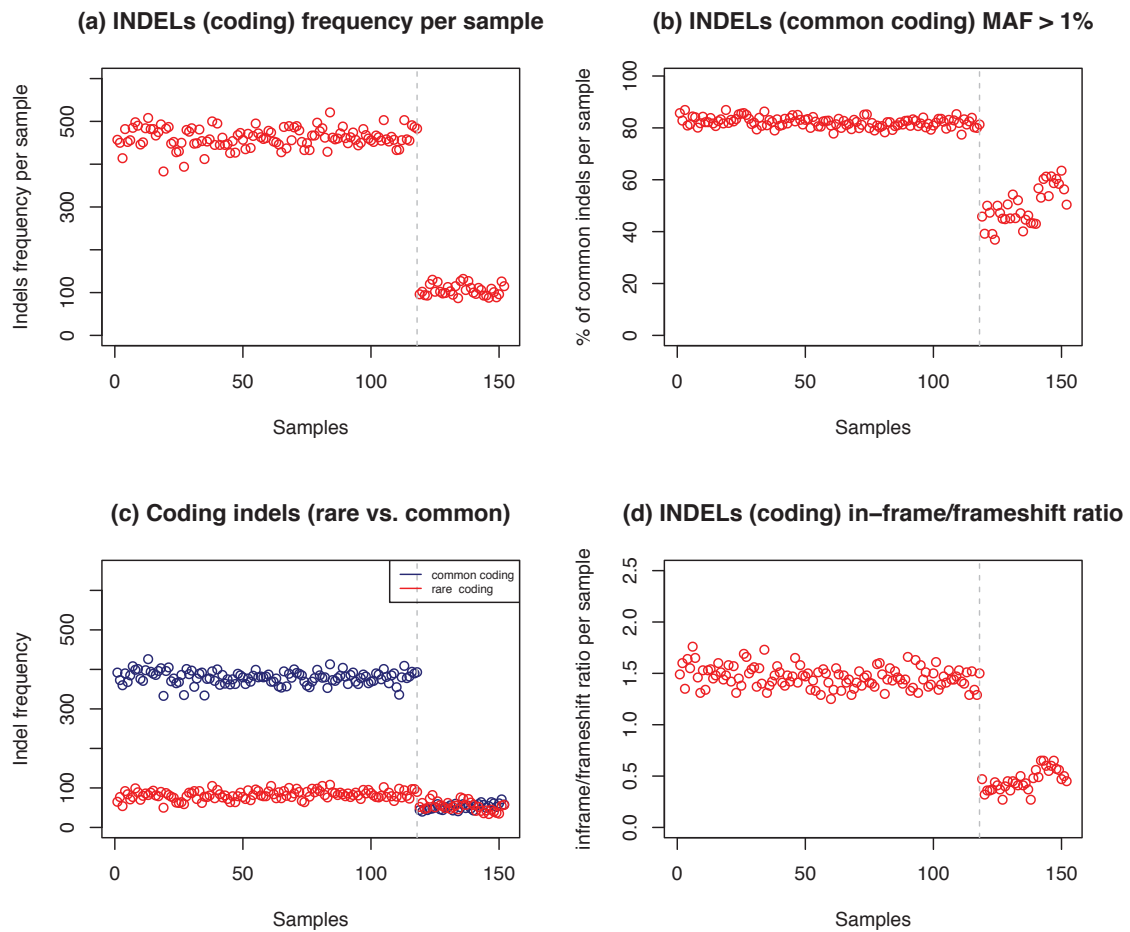 (a) INDELs (coding) frequency per sample
Indels frequency per sample
500
300
100
0
0 50 100 150
Samples
(b) INDELs (common coding) MAF > 1%
% of common indels per sample
100
80
60
40
20
0
0 50 100 150
Samples
(c) Coding indels (rare vs. common)
Indel frequency
500
300
100
0
common coding
rare coding
0 50 100 150
Samples
(d) INDELs (coding) in−frame/frameshift ratio
inframe/frameshift ratio per sample
2.5
2.0
1.5
1.0
0.5
0.0
0 50 100 150
Samples